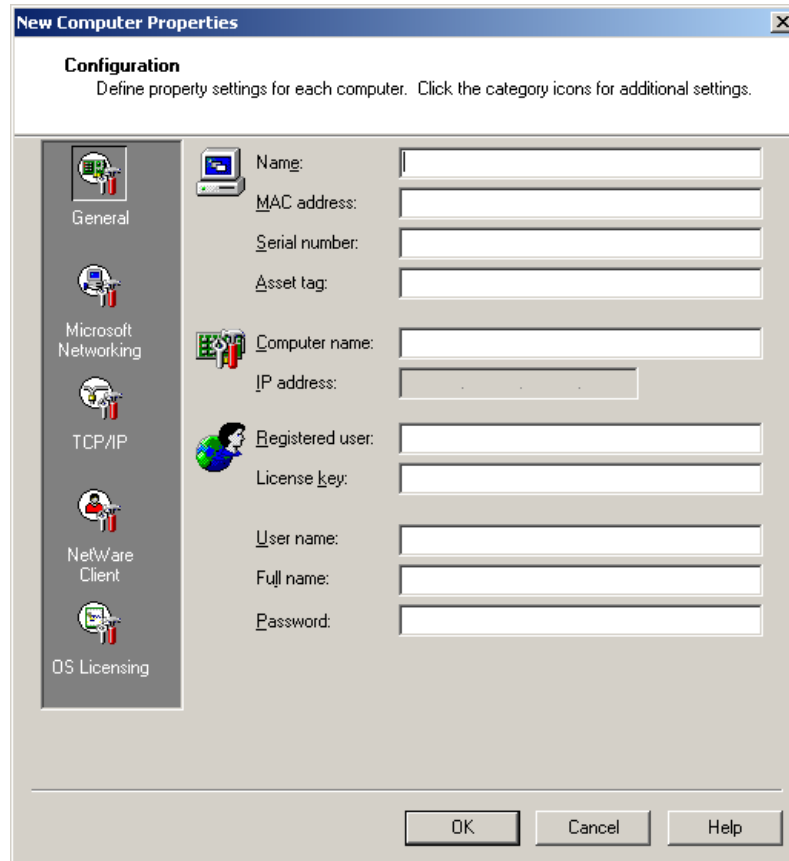 New Computer Properties
Configuration
Define property settings for each computer. Click the category icons for additional settings.
General
Microsoft
Networking
TCP/IP
NetWare
Client
OS Licensing
Name:
MAC address:
Serial number:
Asset tag:
Computer name:
IP address:
Registered user:
License key:
User name:
Full name:
Password:
OK
Cancel
Help